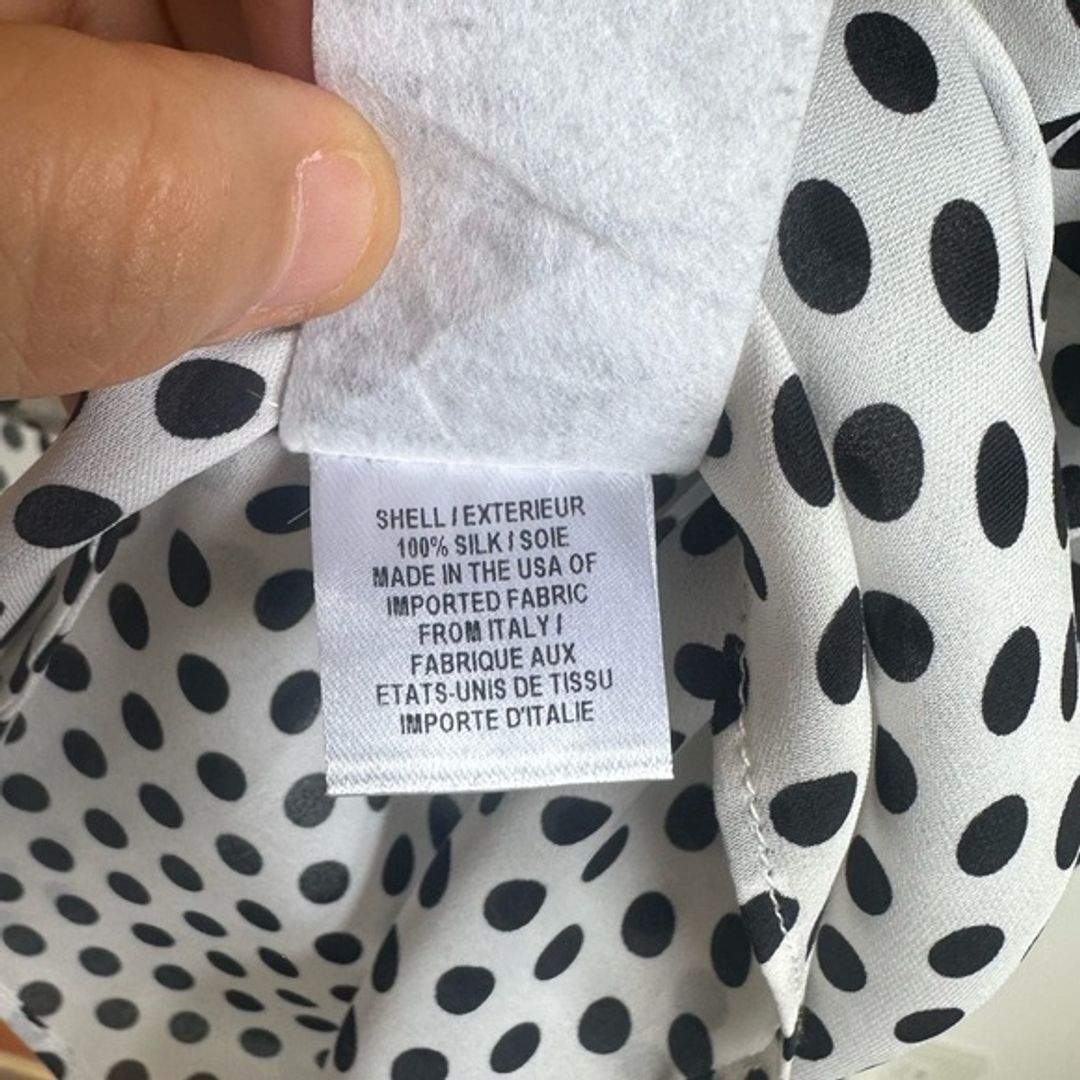 SHELL / EXTERIEUR
100% SILK / SOIE
MADE IN THE USA OF
IMPORTED FABRIC
FROM ITALY /
FABRIQUE AUX
ETATS-UNIS DE TISSU
IMPORTE D'ITALIE